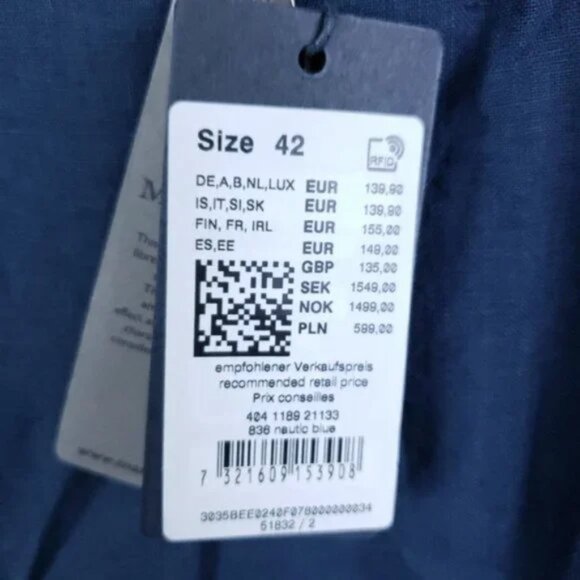 Size 42
RFID
DE,A,B,NL,LUX EUR 139,90
IS,IT,SI,SK EUR 139,90
FIN, FR, IRL EUR 155,00
ES,EE EUR 149,00
GBP 135,00
SEK 1549,00
NOK 1499,00
PLN 599,00
empfohlener Verkaufspreis
recommended retail price
Prix conseilles
404 1189 21133
836 nautic blue
7 321609 153908
3035BEE0240F078000000034
51832 / 2